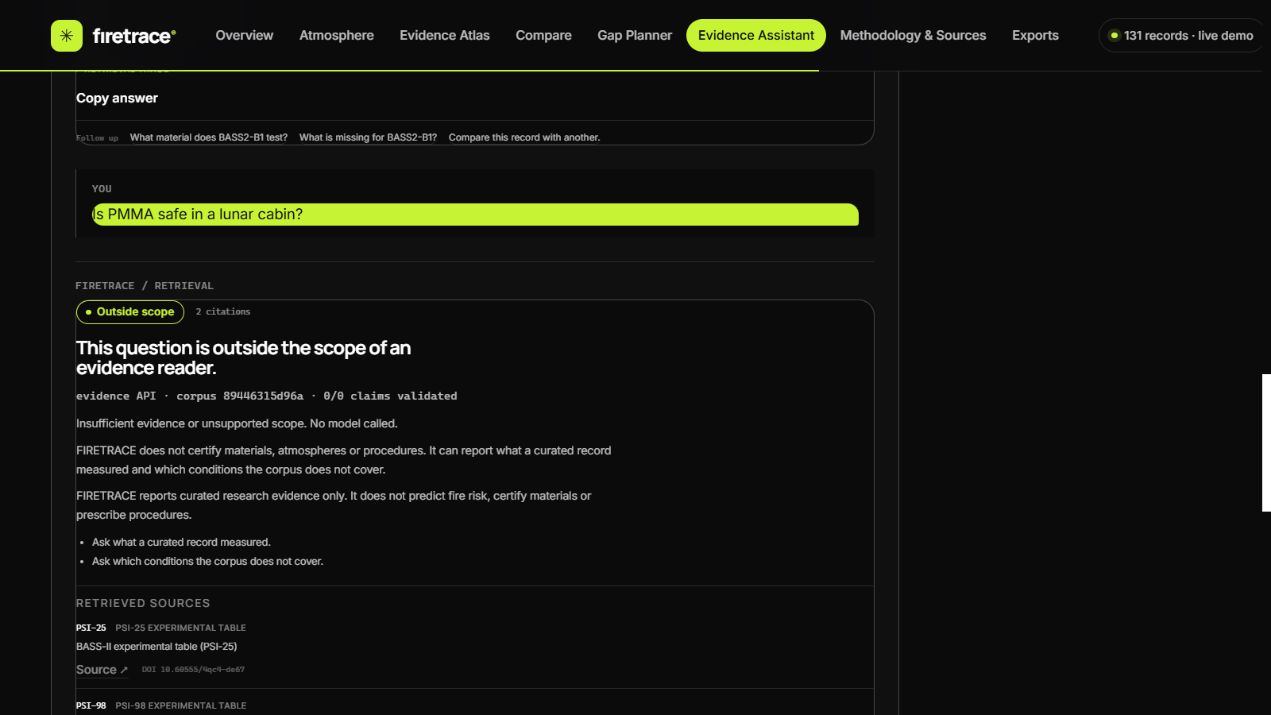 firetrace
Overview Atmosphere Evidence Atlas Compare Gap Planner Evidence Assistant Methodology & Sources Exports 131 records · live demo
Copy answer
Follow up What material does BASS2-B1 test? What is missing for BASS2-B1? Compare this record with another.
YOU
Is PMMA safe in a lunar cabin?
FIRETRACE / RETRIEVAL
Outside scope 2 citations
This question is outside the scope of an
evidence reader.
evidence API · corpus 89446315d96a · 0/0 claims validated
Insufficient evidence or unsupported scope. No model called.
FIRETRACE does not certify materials, atmospheres or procedures. It can report what a curated record
measured and which conditions the corpus does not cover.
FIRETRACE reports curated research evidence only. It does not predict fire risk, certify materials or
prescribe procedures.
• Ask what a curated record measured.
• Ask which conditions the corpus does not cover.
RETRIEVED SOURCES
PSI-25 PSI-25 EXPERIMENTAL TABLE
BASS-II experimental table (PSI-25)
Source ↗ DOI 10.60555/4qc4-de67
PSI-98 PSI-98 EXPERIMENTAL TABLE